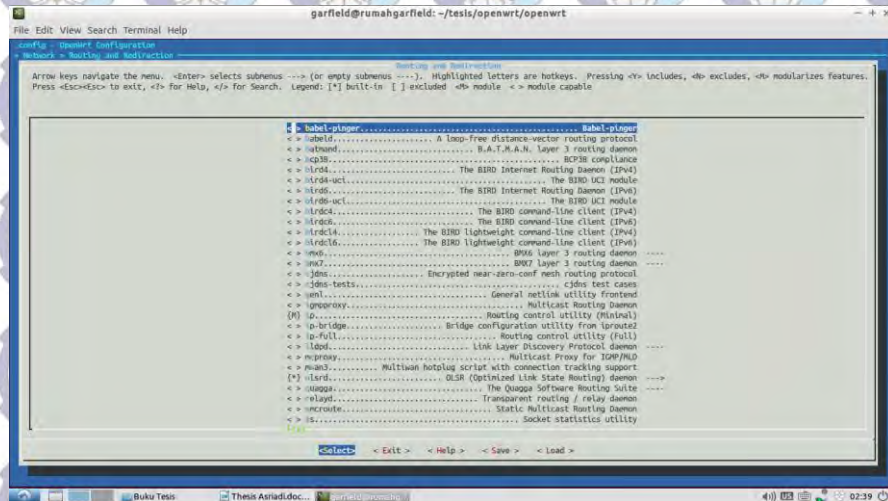 garfield@rumahgarfield: ~/tesis/openwrt/openwrt
File Edit View Search Terminal Help
.config - OpenWrt Configuration
> Network > Routing and Redirection
Routing and Redirection
Arrow keys navigate the menu. <Enter> selects submenus ---> (or empty submenus ----). Highlighted letters are hotkeys. Pressing <Y> includes, <N> excludes, <M> modularizes features.
Press <Esc><Esc> to exit, <?> for Help, </> for Search. Legend: [*] built-in [ ] excluded <M> module < > module capable
< > babel-pinger................................................ Babel-pinger
< > babeld..................... A loop-free distance-vector routing protocol
< > batmand............................ B.A.T.M.A.N. layer 3 routing daemon
< > bcp38................................................... BCP38 compliance
< > bird4......................... The BIRD Internet Routing Daemon (IPv4)
< > bird4-uci........................................ The BIRD UCI module
< > bird6......................... The BIRD Internet Routing Daemon (IPv6)
< > bird6-uci........................................ The BIRD UCI module
< > birdc4............................ The BIRD command-line client (IPv4)
< > birdc6............................ The BIRD command-line client (IPv6)
< > birdcl4................. The BIRD lightweight command-line client (IPv4)
< > birdcl6................. The BIRD lightweight command-line client (IPv6)
< > bmx6...................................... BMX6 layer 3 routing daemon ----
< > bmx7...................................... BMX7 layer 3 routing daemon ----
< > cjdns.................... Encrypted near-zero-conf mesh routing protocol
< > cjdns-tests........................................... cjdns test cases
< > genl................................ General netlink utility frontend
< > igmpproxy..................................... Multicast Routing Daemon
{M} ip.................................. Routing control utility (Minimal)
< > ip-bridge...................... Bridge configuration utility from iproute2
< > ip-full................................. Routing control utility (Full)
< > lldpd............................... Link Layer Discovery Protocol daemon ----
< > mcproxy.................................. Multicast Proxy for IGMP/MLD
< > mwan3.......... Multiwan hotplug script with connection tracking support
{*} olsrd...................... OLSR (Optimized Link State Routing) daemon --->
< > quagga.............................. The Quagga Software Routing Suite ----
< > relayd............................ Transparent routing / relay daemon
< > smcroute.................................. Static Multicast Routing Daemon
< > ss........................................... Socket statistics utility
<Select> < Exit > < Help > < Save > < Load >
Buku Tesis Thesis Asriadi.doc... 02:39